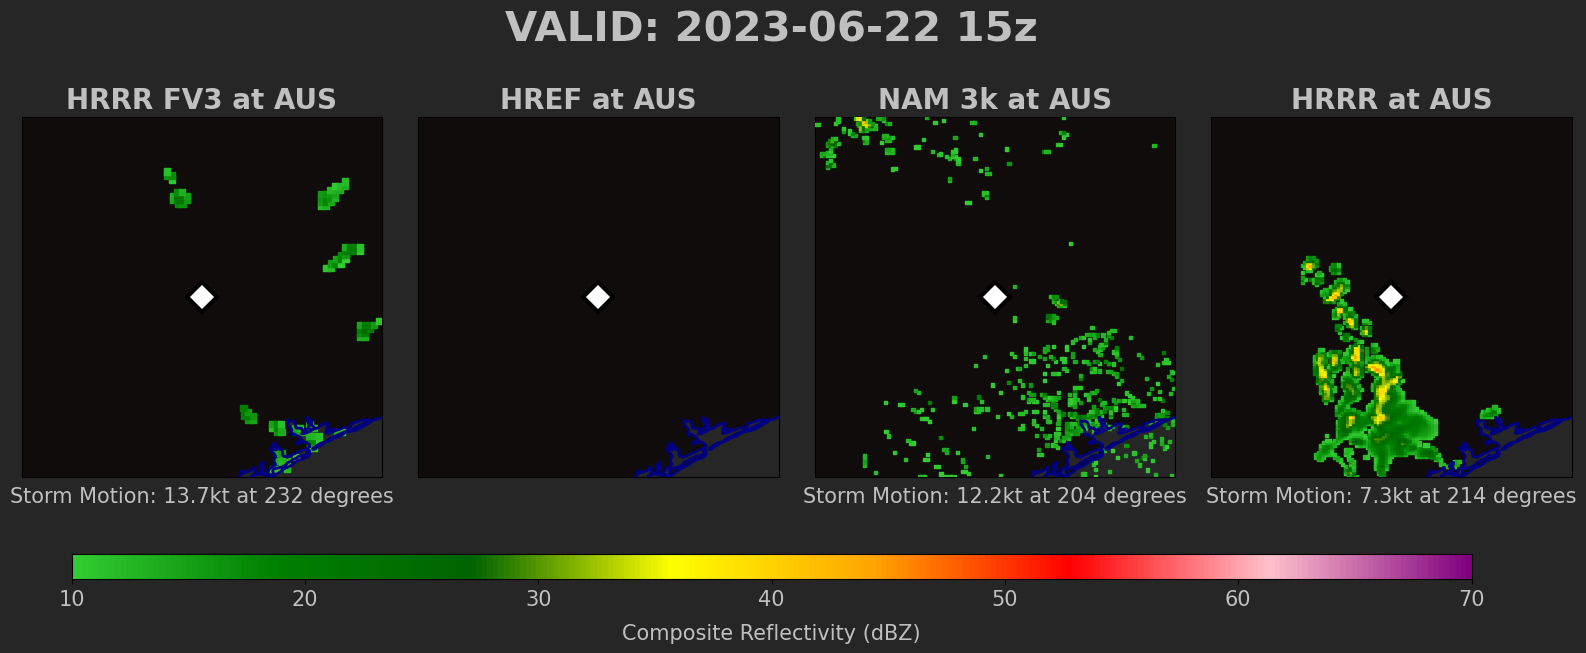 VALID: 2023-06-22 15z
HRRR FV3 at AUS
HREF at AUS
NAM 3k at AUS
HRRR at AUS
Storm Motion: 13.7kt at 232 degrees
Storm Motion: 12.2kt at 204 degrees
Storm Motion: 7.3kt at 214 degrees
10 20 30 40 50 60 70
Composite Reflectivity (dBZ)